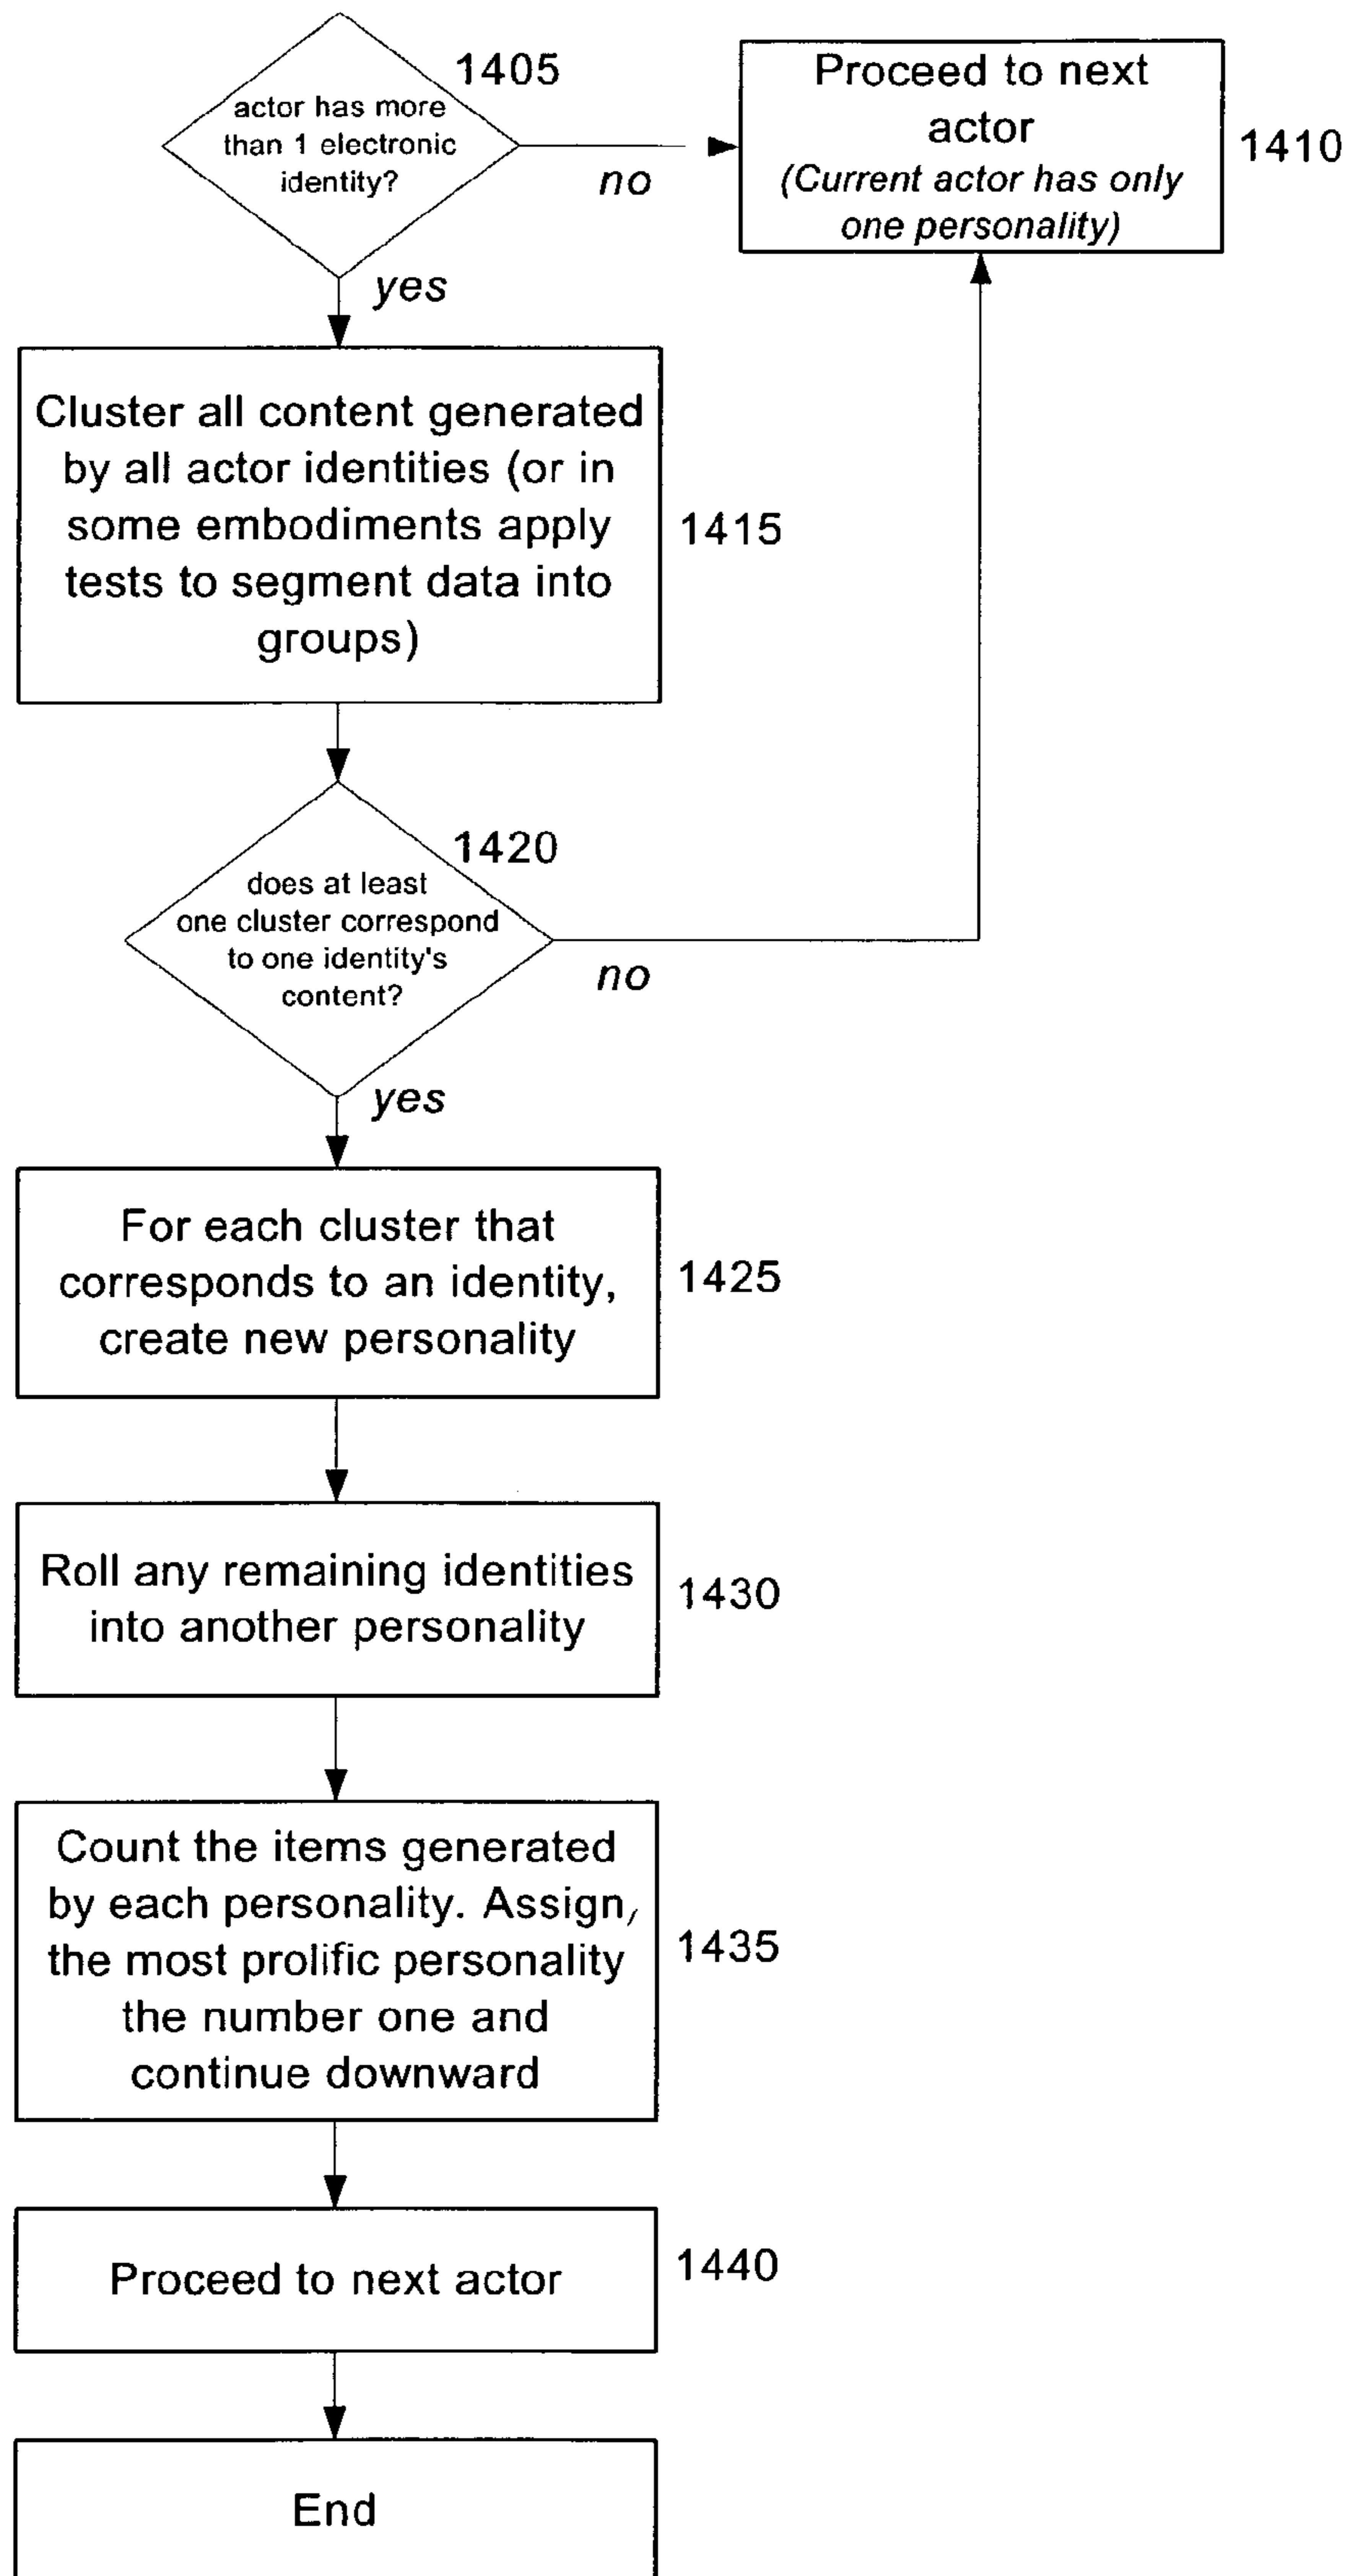 1405
actor has more
than 1 electronic
identity?
no
yes
Proceed to next
actor
(Current actor has only
one personality)
1410
Cluster all content generated
by all actor identities (or in
some embodiments apply
tests to segment data into
groups)
1415
1420
does at least
one cluster correspond
to one identity's
content?
no
yes
For each cluster that
corresponds to an identity,
create new personality
1425
Roll any remaining identities
into another personality
1430
Count the items generated
by each personality. Assign,
the most prolific personality
the number one and
continue downward
1435
Proceed to next actor
1440
End